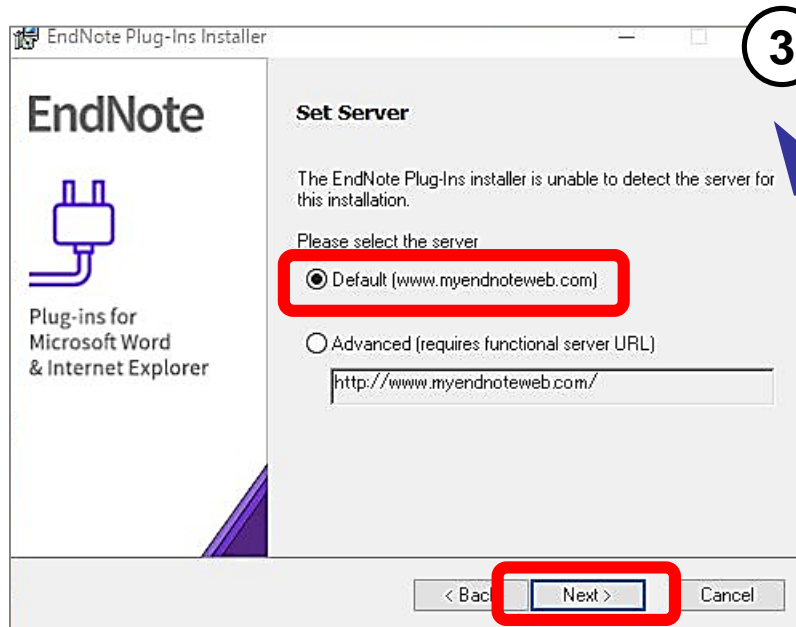 EndNote Plug-Ins Installer
3
EndNote
Set Server
The EndNote Plug-Ins installer is unable to detect the server for
this installation.
Please select the server
Default (www.myendnoteweb.com)
Plug-ins for
Microsoft Word
& Internet Explorer
Advanced (requires functional server URL)
http://www.myendnoteweb.com/
< Bac
Next >
Cancel